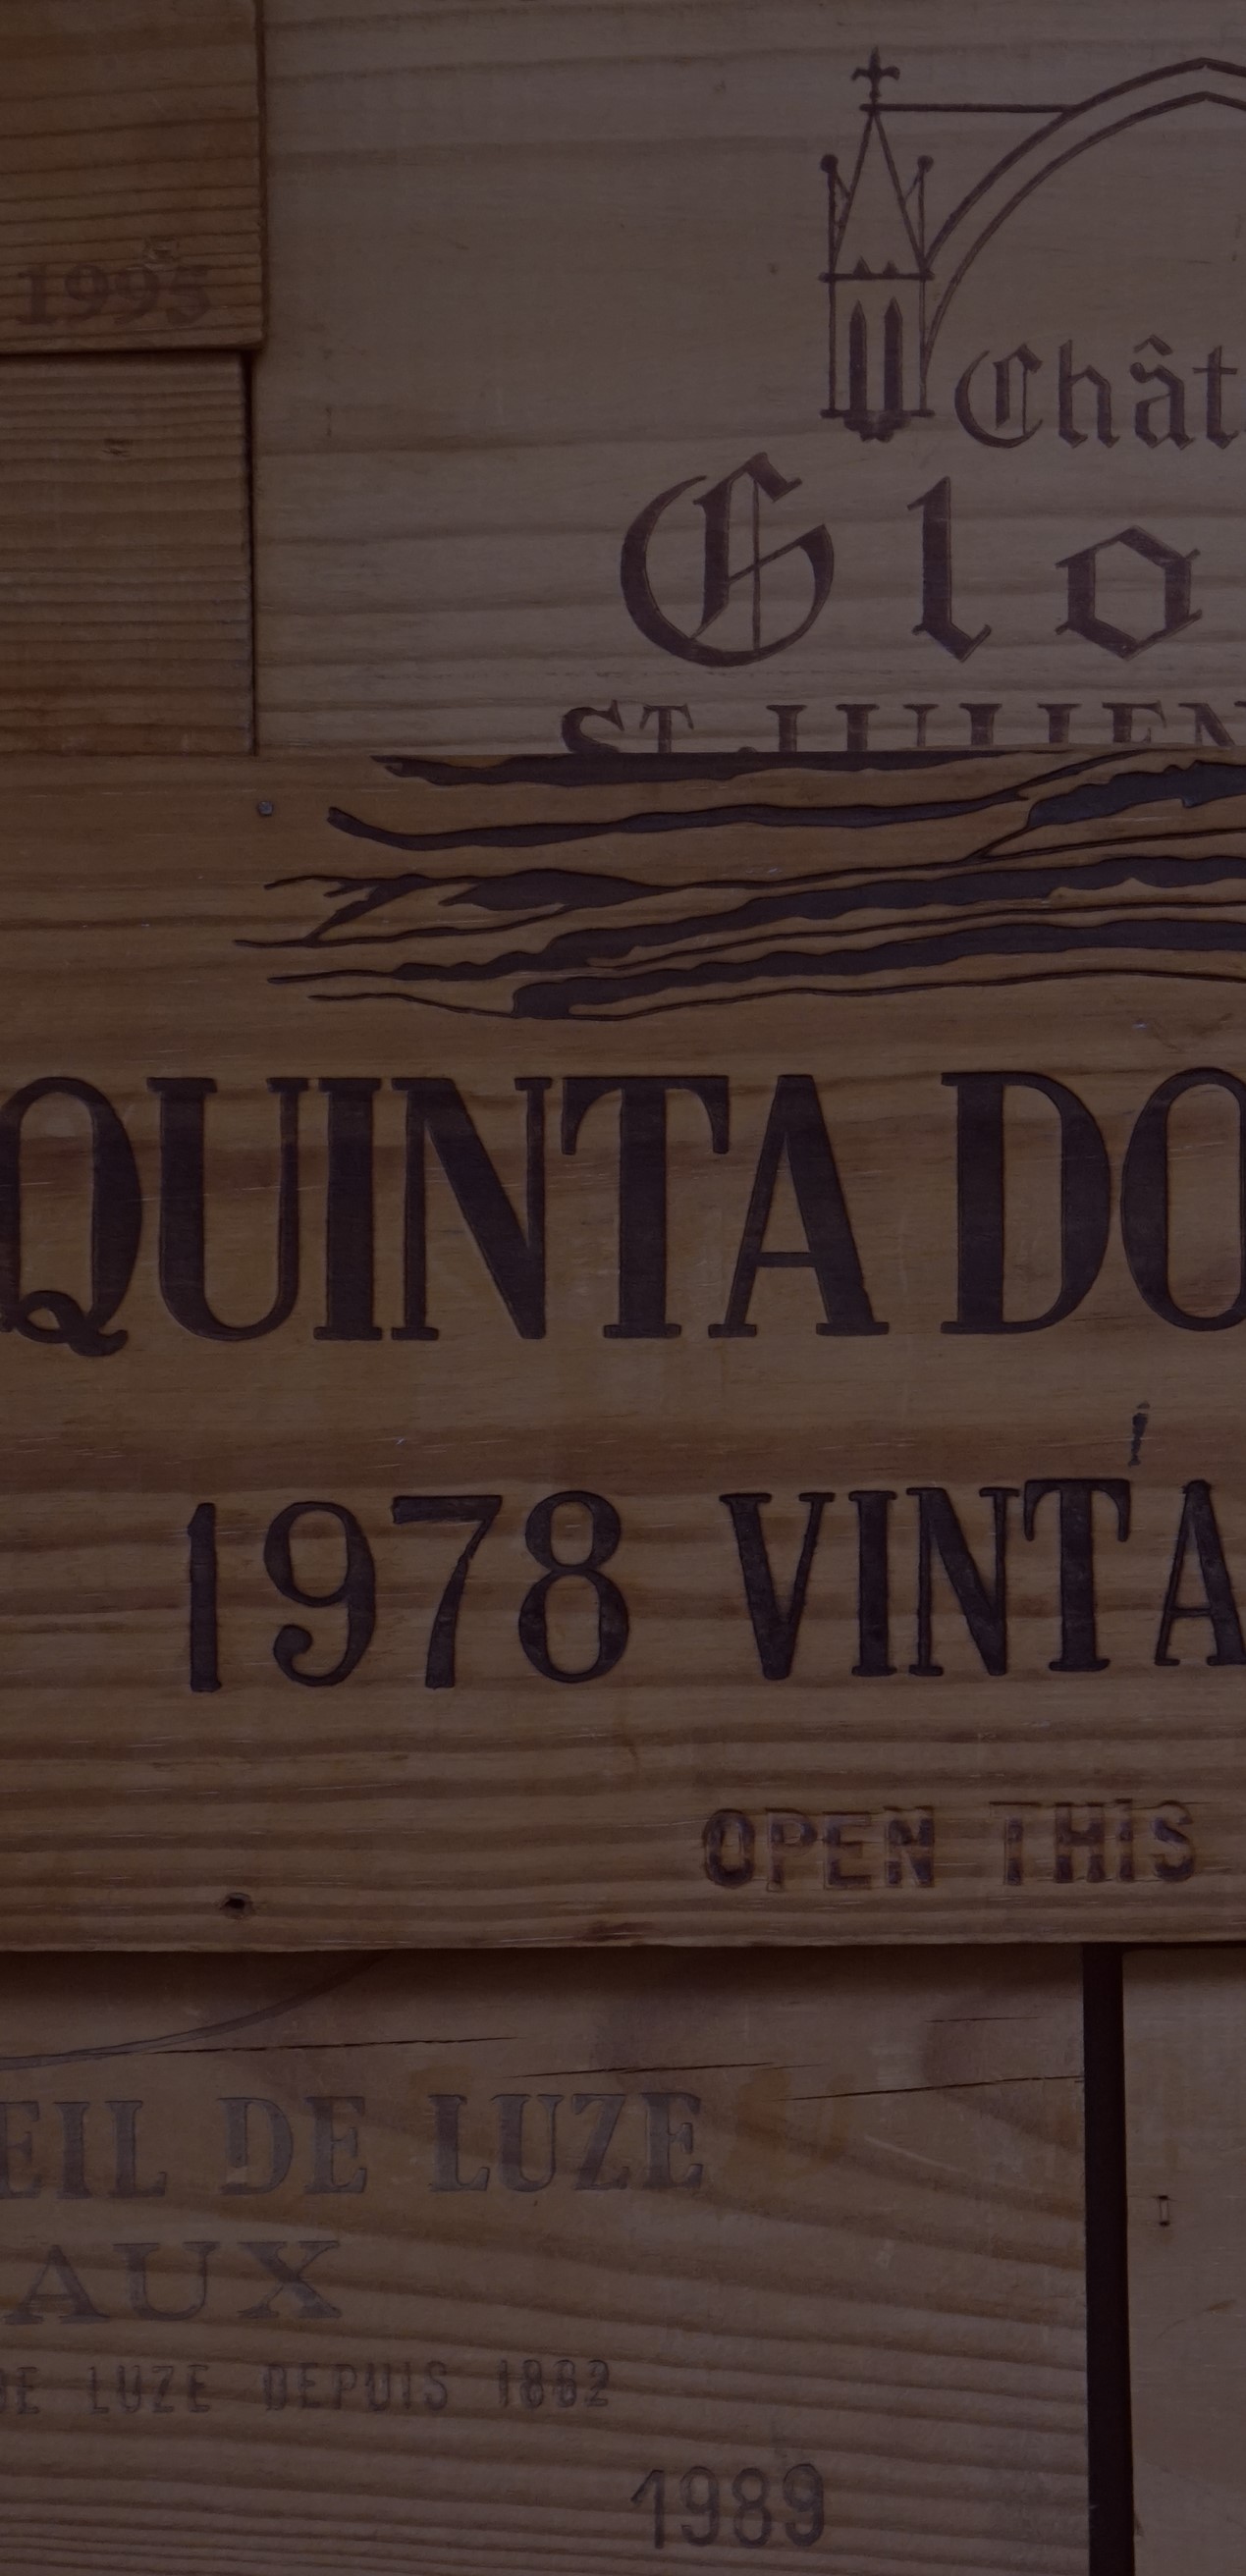 1995
Chât
Glo
ST JULIEN
QUINTA DO
1978 VINTA
OPEN THIS
EIL DE LUZE
AUX
DE LUZE DEPUIS 1862
1989